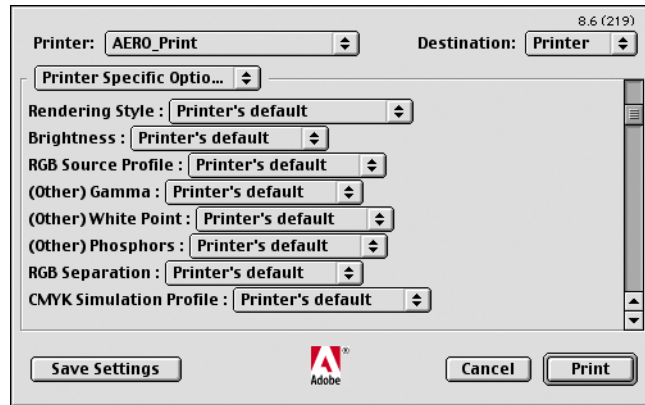 8.6 (219)
Printer: AERO_Print Destination: Printer
Printer Specific Optio...
Rendering Style : Printer's default
Brightness : Printer's default
RGB Source Profile : Printer's default
(Other) Gamma : Printer's default
(Other) White Point : Printer's default
(Other) Phosphors : Printer's default
RGB Separation : Printer's default
CMYK Simulation Profile : Printer's default
Save Settings Adobe® Cancel Print